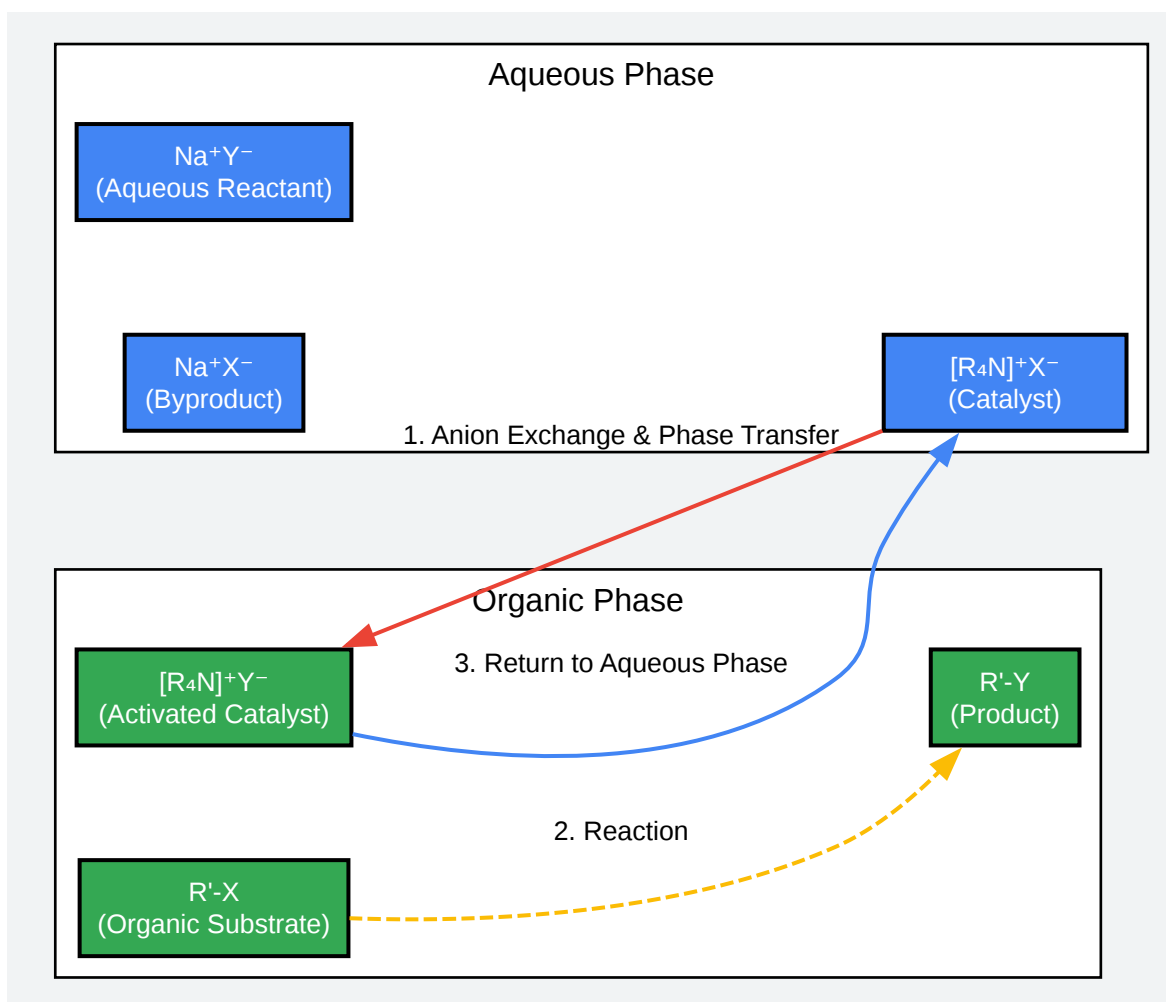 Aqueous Phase
Na⁺Y⁻
(Aqueous Reactant)
Na⁺X⁻
(Byproduct)
[R₄N]⁺X⁻
(Catalyst)
1. Anion Exchange & Phase Transfer
Organic Phase
[R₄N]⁺Y⁻
(Activated Catalyst)
3. Return to Aqueous Phase
R'-Y
(Product)
2. Reaction
R'-X
(Organic Substrate)